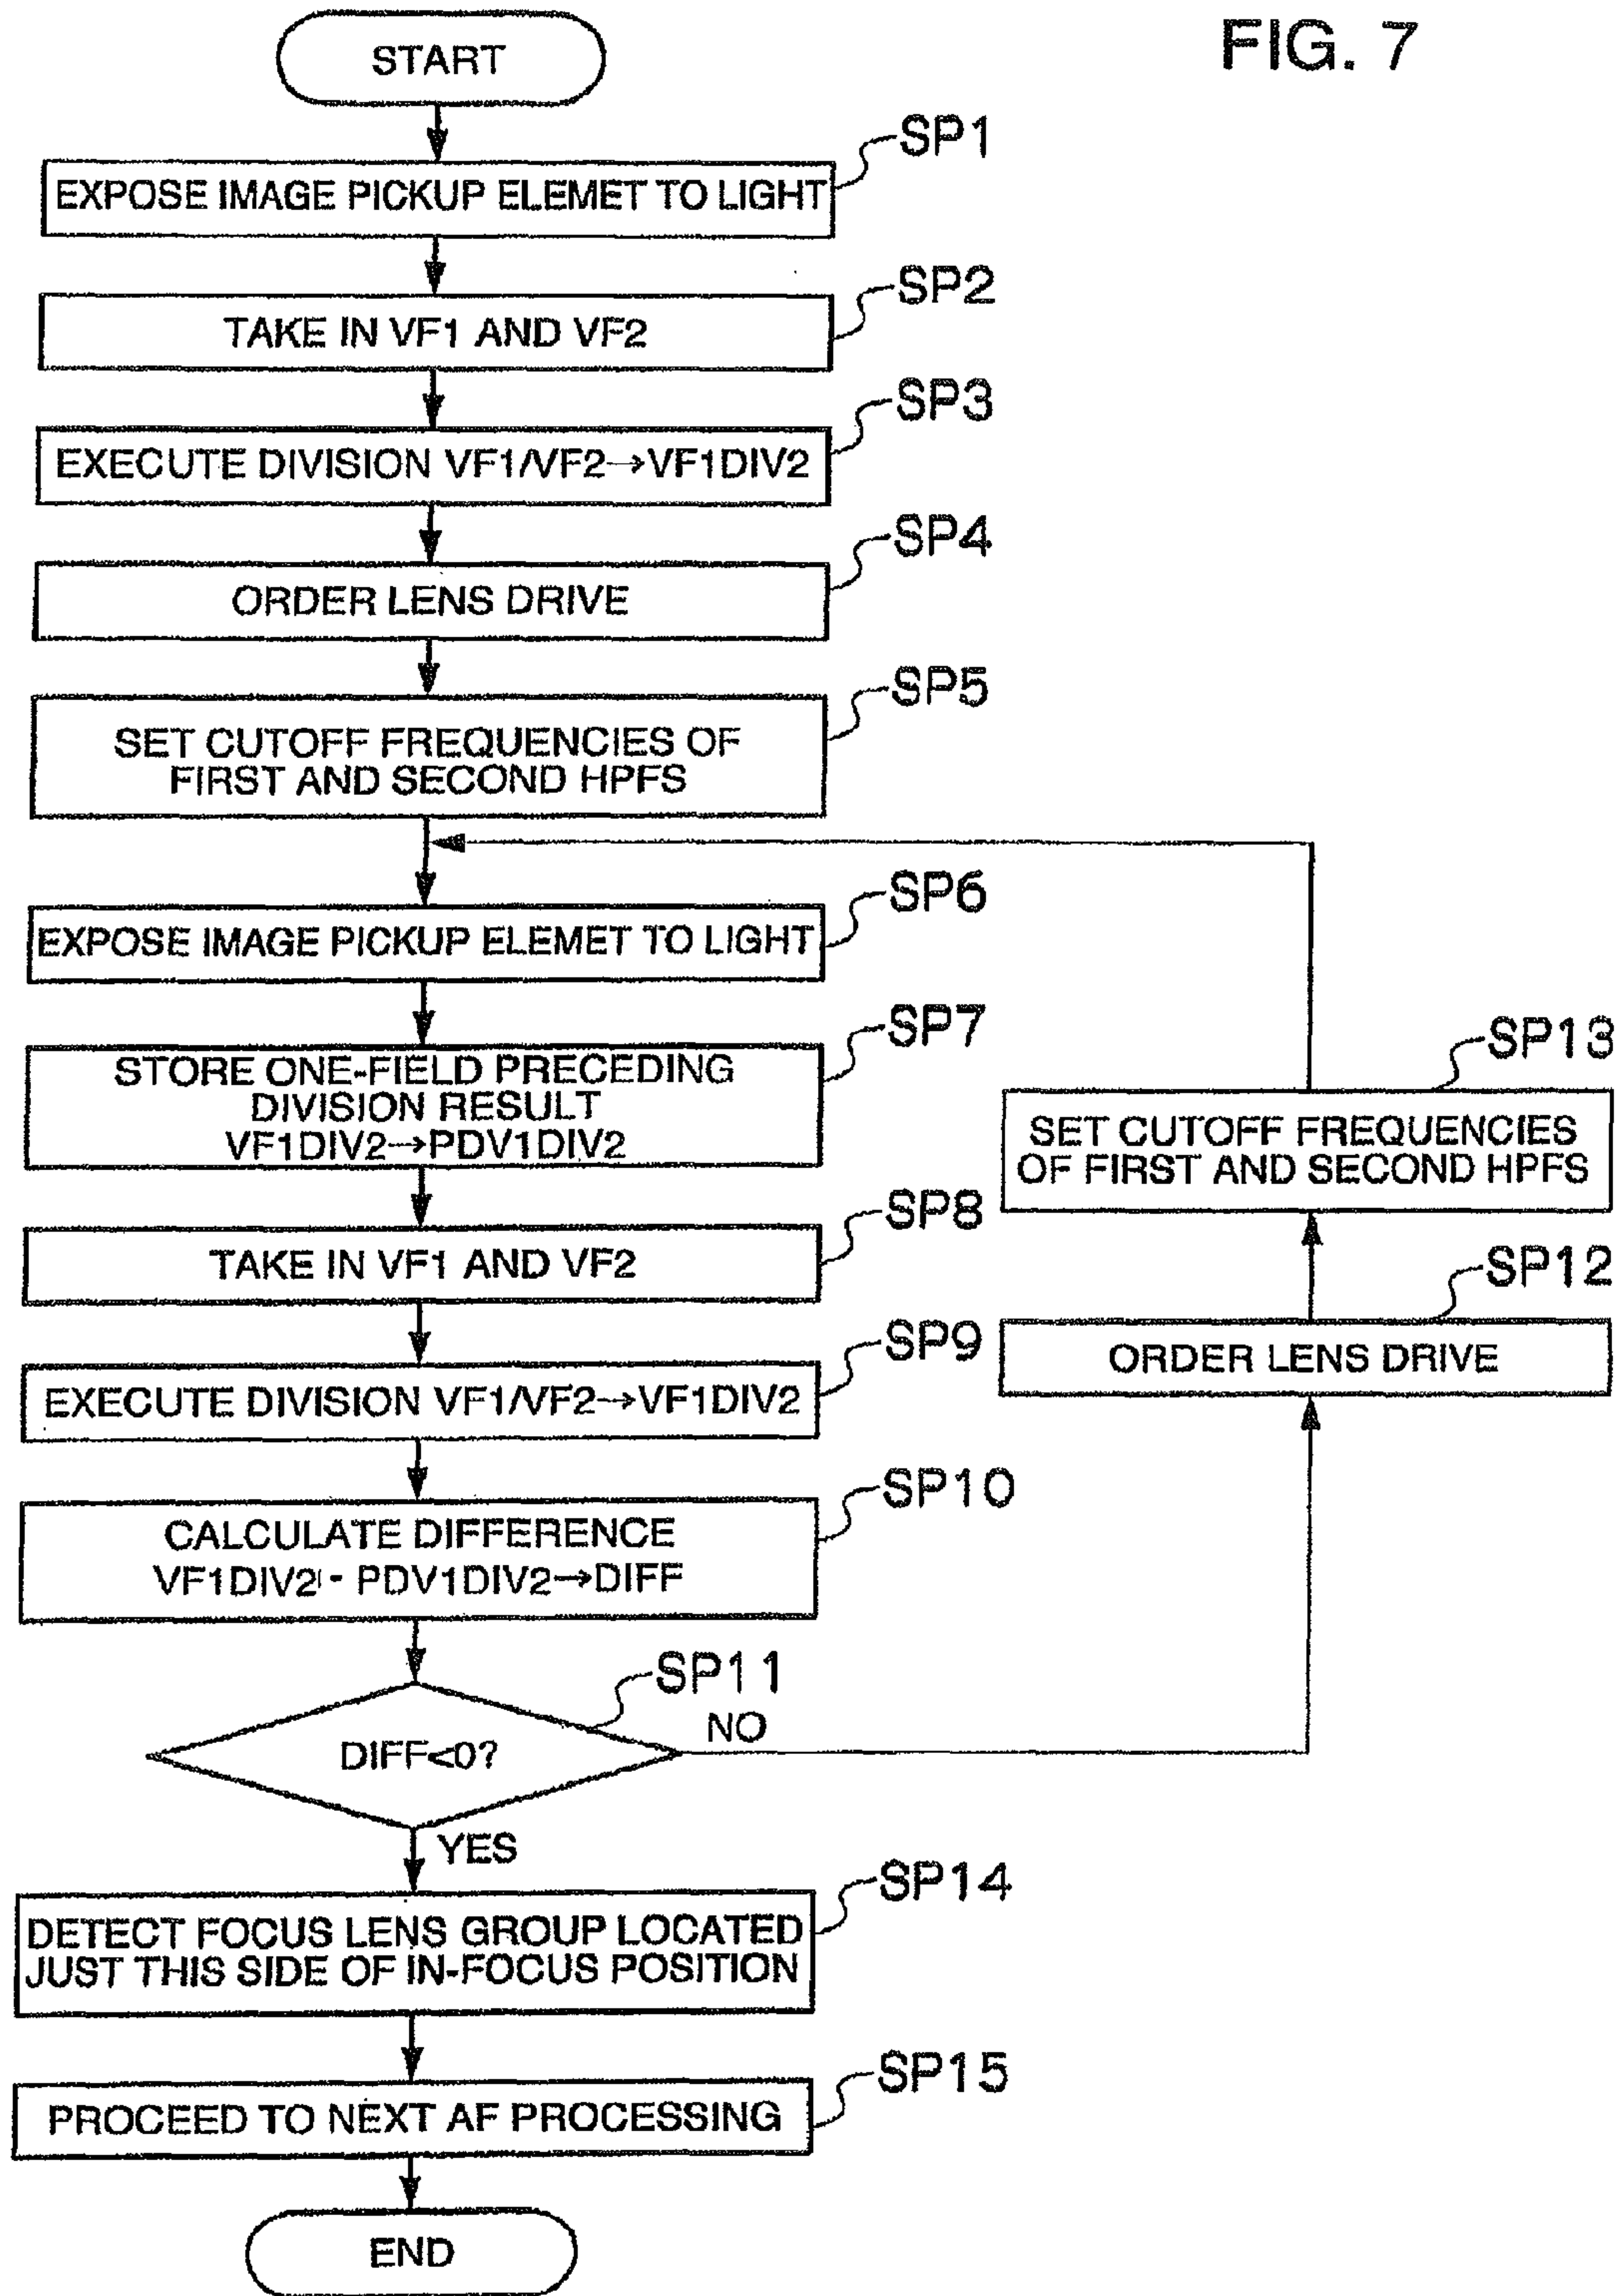 FIG. 7
START
SP1
EXPOSE IMAGE PICKUP ELEMET TO LIGHT
SP2
TAKE IN VF1 AND VF2
SP3
EXECUTE DIVISION VF1/VF2→VF1DIV2
SP4
ORDER LENS DRIVE
SP5
SET CUTOFF FREQUENCIES OF
FIRST AND SECOND HPFS
SP6
EXPOSE IMAGE PICKUP ELEMET TO LIGHT
SP7
STORE ONE-FIELD PRECEDING
DIVISION RESULT
VF1DIV2→PDV1DIV2
SP8
TAKE IN VF1 AND VF2
SP9
EXECUTE DIVISION VF1/VF2→VF1DIV2
SP10
CALCULATE DIFFERENCE
VF1DIV2 - PDV1DIV2→DIFF
SP11
DIFF<0?
NO
YES
SP12
ORDER LENS DRIVE
SP13
SET CUTOFF FREQUENCIES
OF FIRST AND SECOND HPFS
SP14
DETECT FOCUS LENS GROUP LOCATED
JUST THIS SIDE OF IN-FOCUS POSITION
SP15
PROCEED TO NEXT AF PROCESSING
END